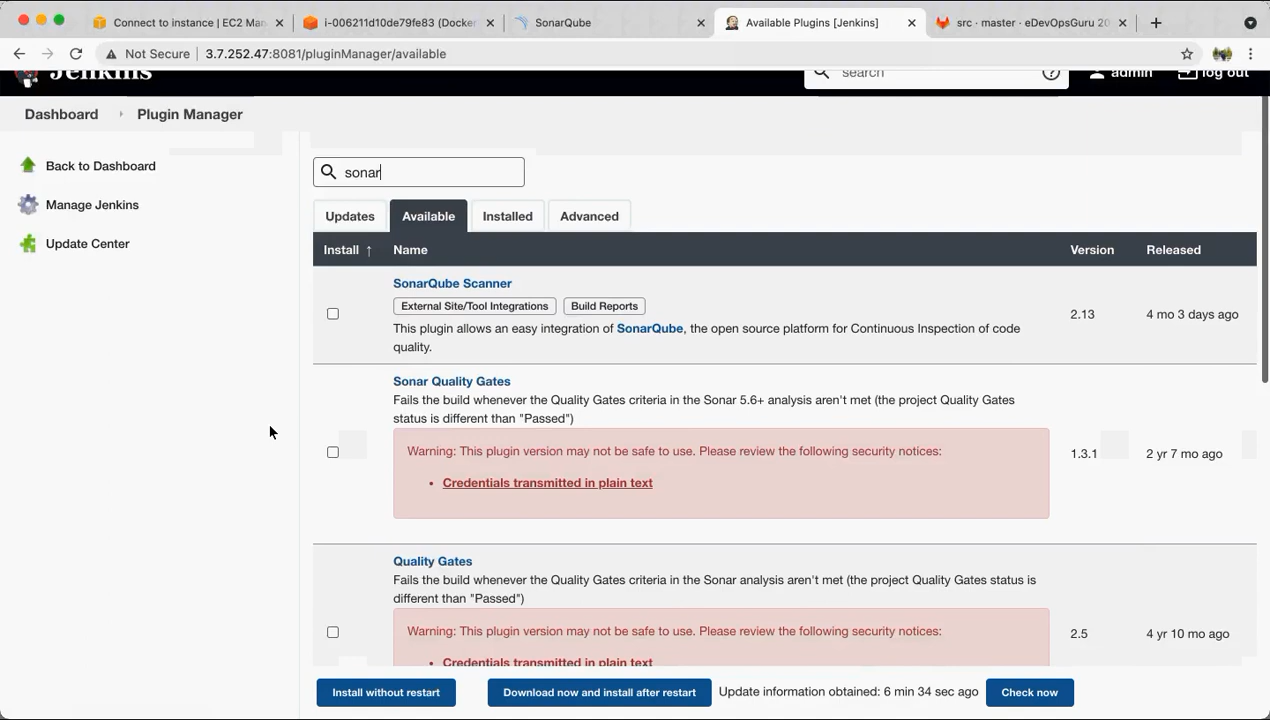 Connect to instance | EC2 Man
i-006211d10de79fe83 (Docker
SonarQube
Available Plugins [Jenkins]
src · master · eDevOpsGuru 20
Not Secure
3.7.252.47:8081/pluginManager/available
Jenkins
search
admin
log out
Dashboard
Plugin Manager
Back to Dashboard
Manage Jenkins
Update Center
sonar
Updates
Available
Installed
Advanced
Install ↑
Name
Version
Released
SonarQube Scanner
External Site/Tool Integrations
Build Reports
This plugin allows an easy integration of SonarQube, the open source platform for Continuous Inspection of code
quality.
2.13
4 mo 3 days ago
Sonar Quality Gates
Fails the build whenever the Quality Gates criteria in the Sonar 5.6+ analysis aren't met (the project Quality Gates
status is different than "Passed")
Warning: This plugin version may not be safe to use. Please review the following security notices:
• Credentials transmitted in plain text
1.3.1
2 yr 7 mo ago
Quality Gates
Fails the build whenever the Quality Gates criteria in the Sonar analysis aren't met (the project Quality Gates status is
different than "Passed")
Warning: This plugin version may not be safe to use. Please review the following security notices:
• Credentials transmitted in plain text
2.5
4 yr 10 mo ago
Install without restart
Download now and install after restart
Update information obtained: 6 min 34 sec ago
Check now